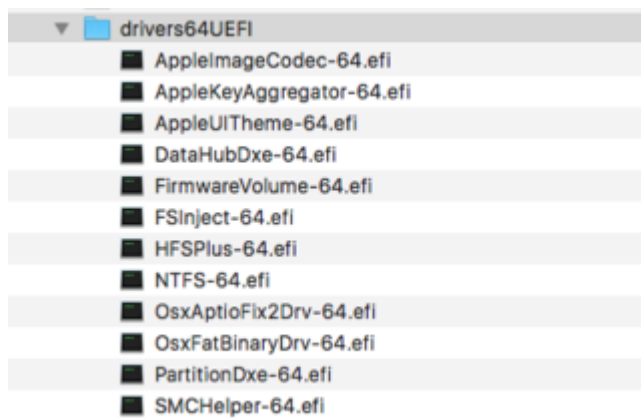 drivers64UEFI
AppleImageCodec-64.efi
AppleKeyAggregator-64.efi
AppleUITheme-64.efi
DataHubDxe-64.efi
FirmwareVolume-64.efi
FSInject-64.efi
HFSPlus-64.efi
NTFS-64.efi
OsxAptioFix2Drv-64.efi
OsxFatBinaryDrv-64.efi
PartitionDxe-64.efi
SMCHelper-64.efi